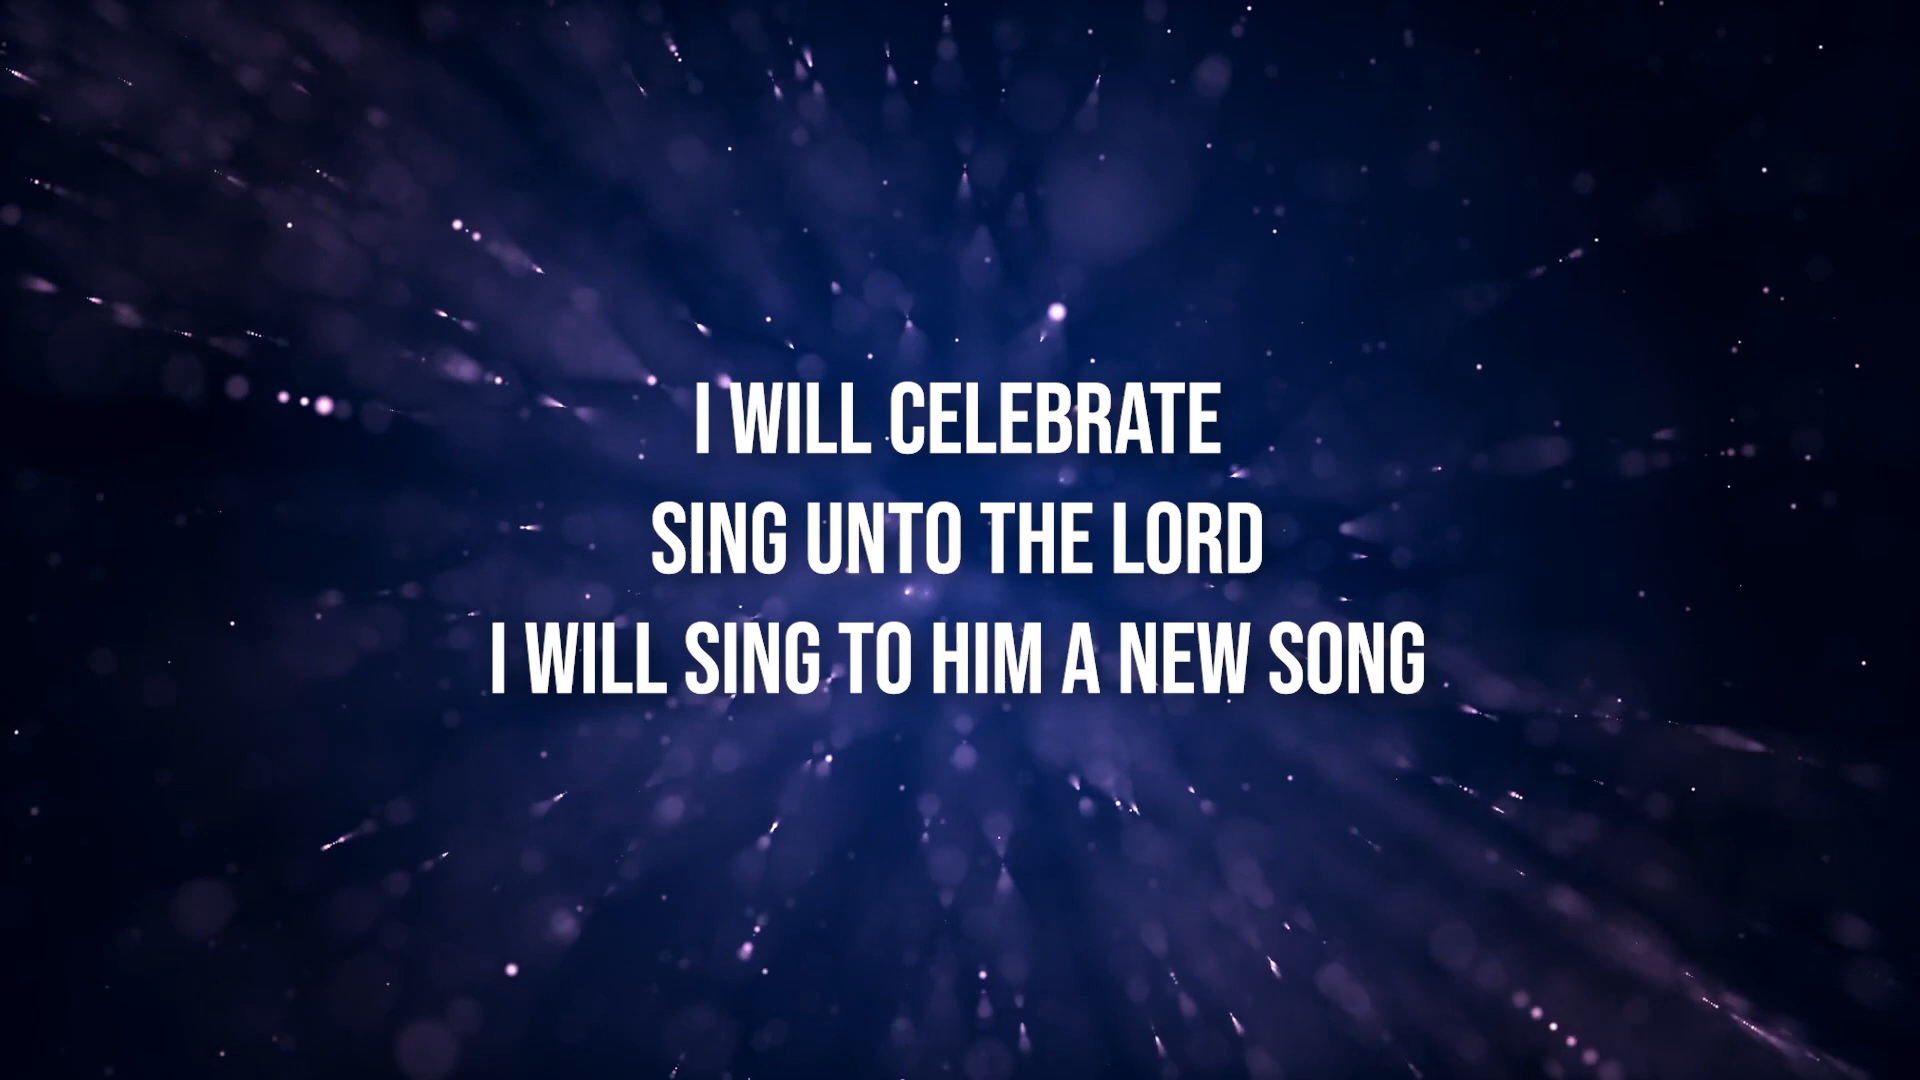 I WILL CELEBRATE
SING UNTO THE LORD
I WILL SING TO HIM A NEW SONG